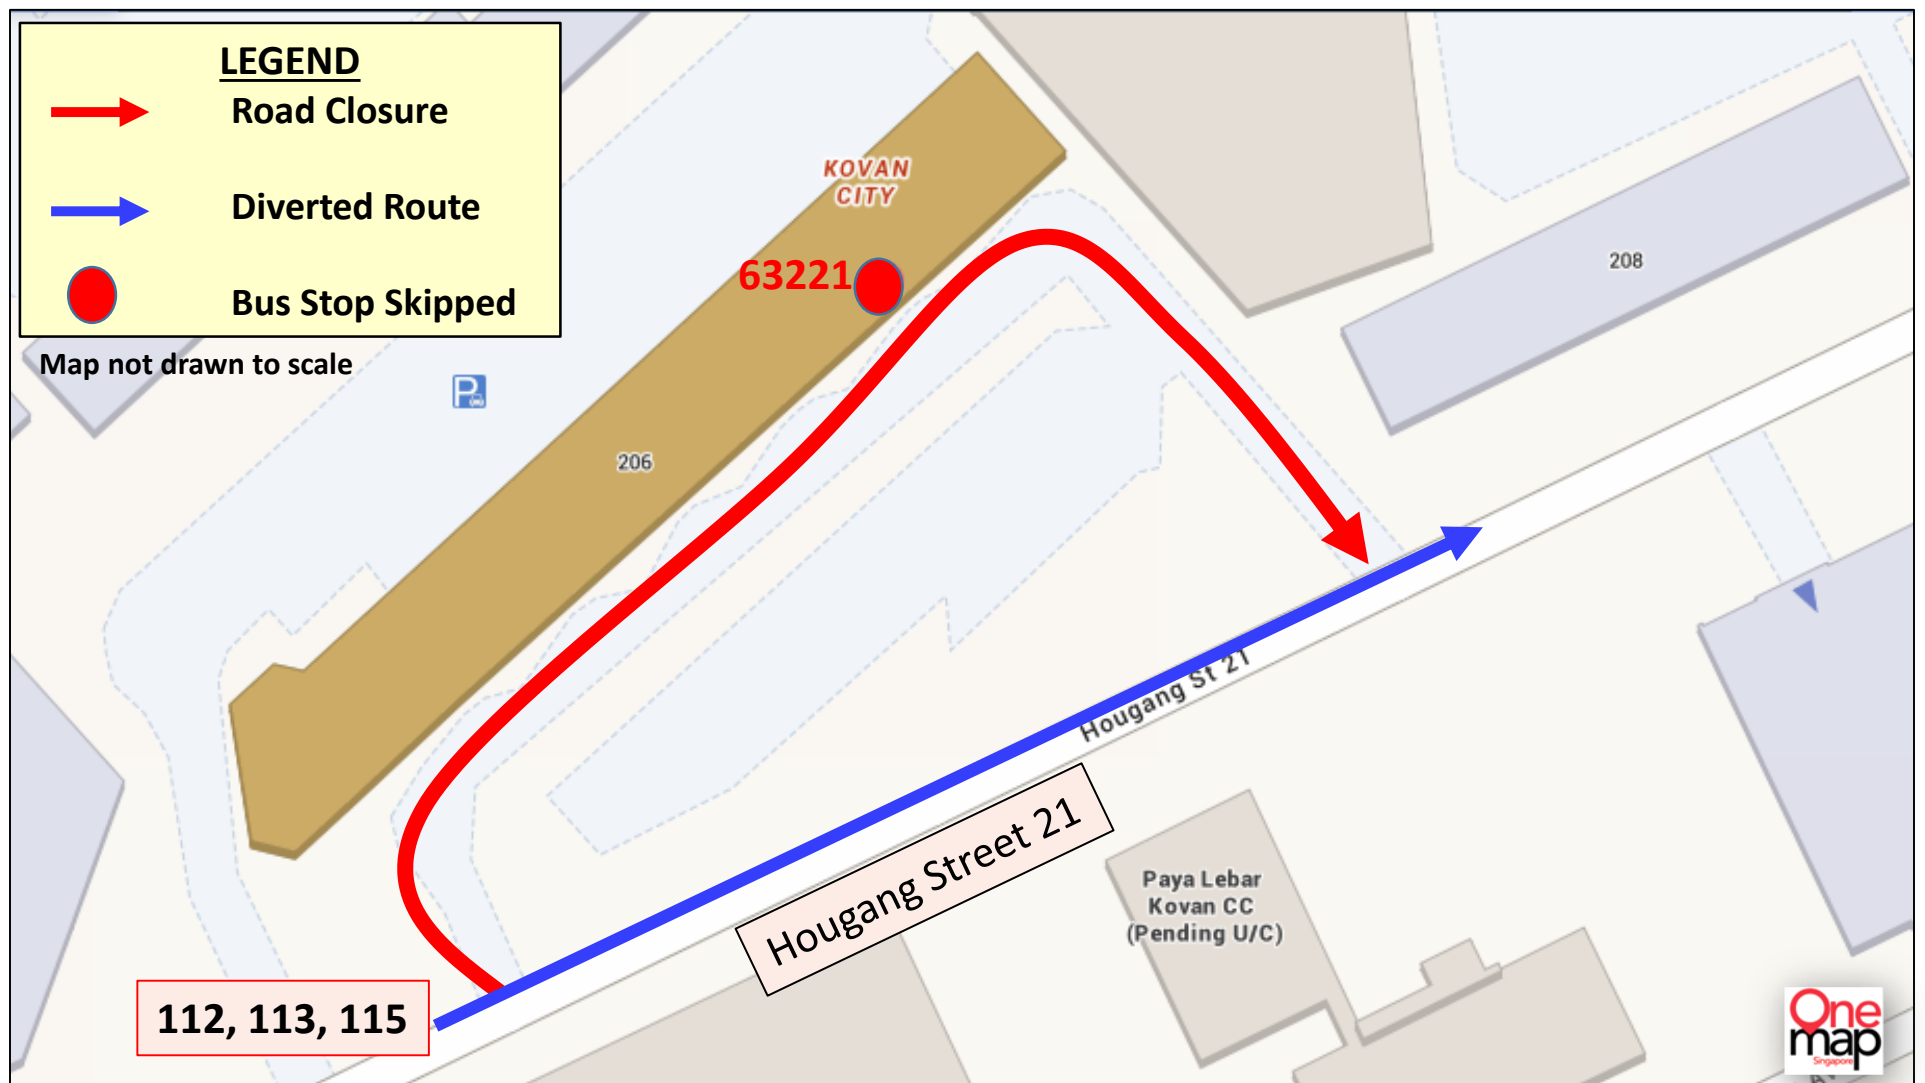 LEGEND
Road Closure
Diverted Route
Bus Stop Skipped
Map not drawn to scale
KOVAN
CITY
63221
208
P
206
Hougang St 21
Hougang Street 21
Paya Lebar
Kovan CC
(Pending U/C)
112, 113, 115
One
map
Singapore